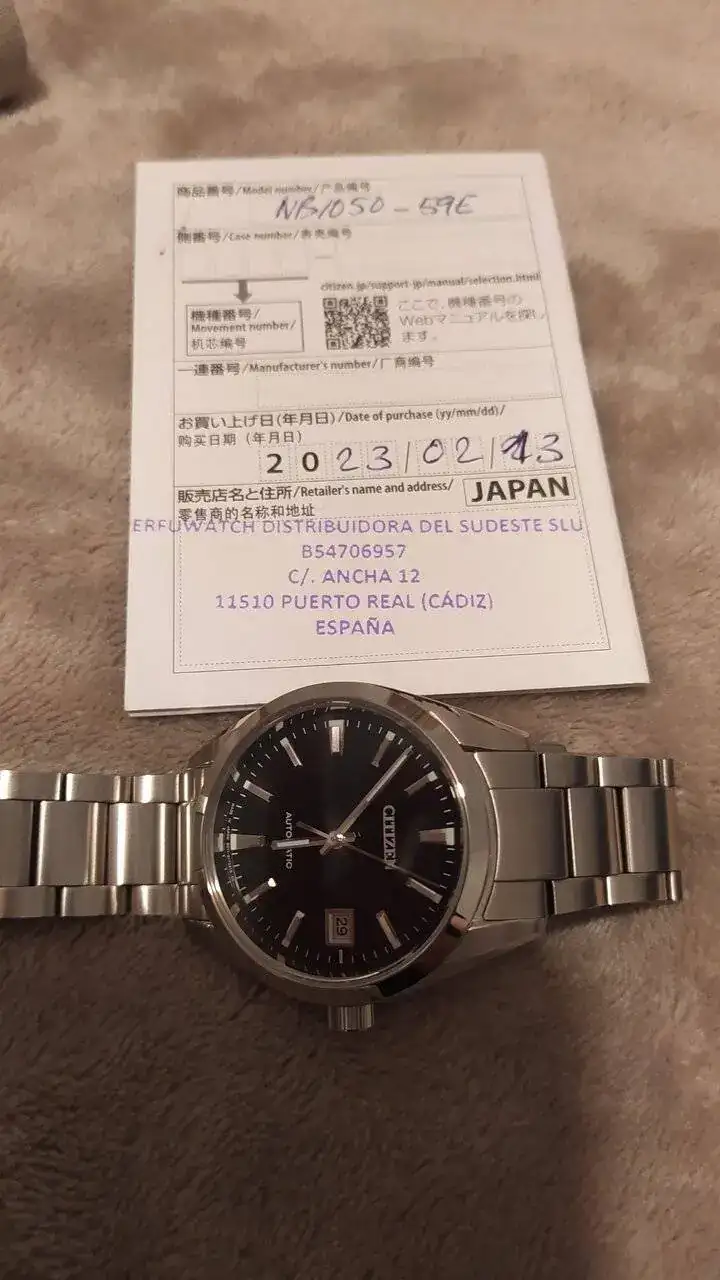 商品番号/Model number/产品编号
NB1050-59E
側番号/Case number/表壳编号
citizen.jp/support-jp/manual/selection.html
機種番号/
Movement number/
机芯编号
ここで、機種番号の
Webマニュアルを探し
ます。
一連番号/Manufacturer's number/厂商编号
お買い上げ日(年月日)/Date of purchase (yy/mm/dd)/
购买日期（年月日）
2023/02/13
販売店名と住所/Retailer's name and address/
JAPAN
零售商的名称和地址
ERFUWATCH DISTRIBUIDORA DEL SUDESTE SLU
B54706957
C/. ANCHA 12
11510 PUERTO REAL (CÁDIZ)
ESPAÑA
CITIZEN
AUTOMATIC
29